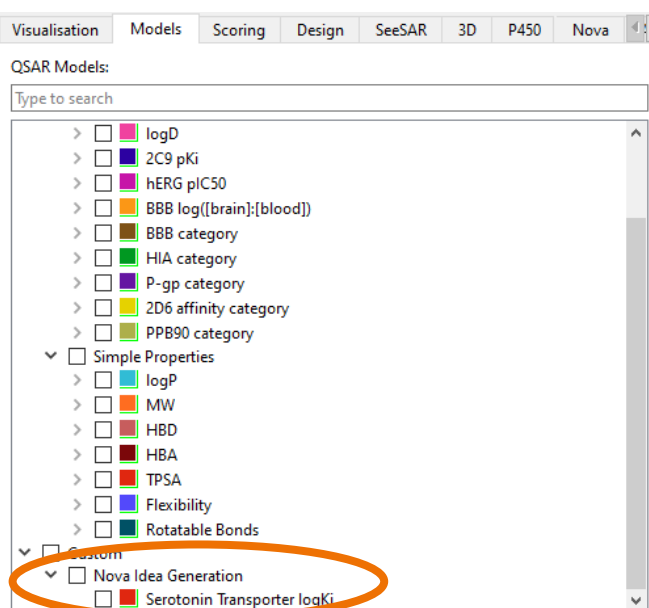 Visualisation Models Scoring Design SeeSAR 3D P450 Nova
QSAR Models:
Type to search
logD
2C9 pKi
hERG pIC50
BBB log([brain]:[blood])
BBB category
HIA category
P-gp category
2D6 affinity category
PPB90 category
Simple Properties
logP
MW
HBD
HBA
TPSA
Flexibility
Rotatable Bonds
Custom
Nova Idea Generation
Serotonin Transporter logKi